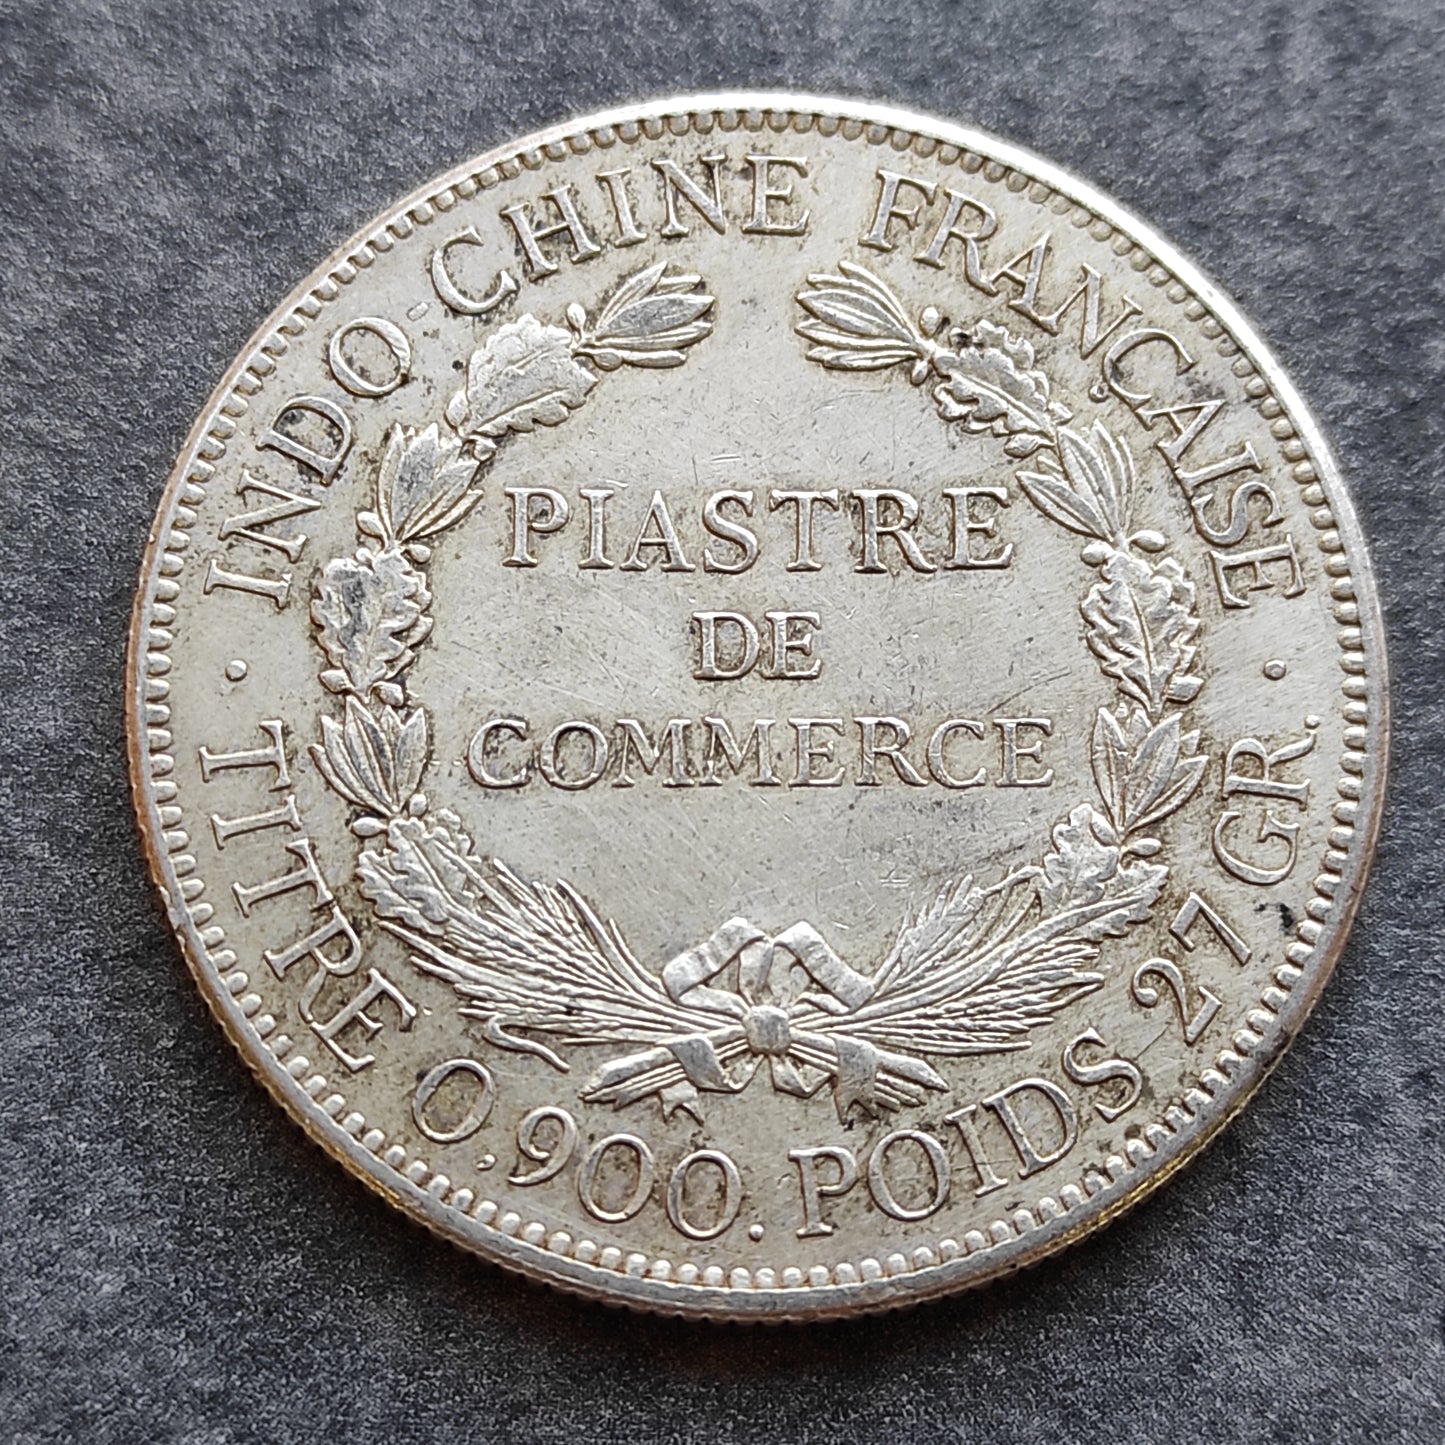 INDO-CHINE FRANÇAISE
PIASTRE
DE
COMMERCE
· TITRE 0,900. POIDS 27 GR. ·